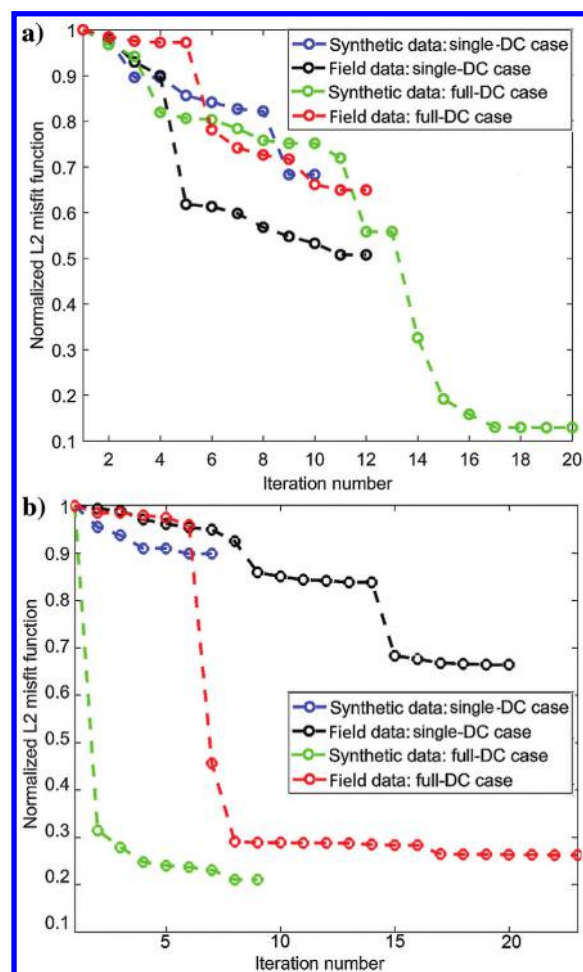 a)
Normalized L2 misfit function
1
0.9
0.8
0.7
0.6
0.5
0.4
0.3
0.2
0.1
Synthetic data: single-DC case
Field data: single-DC case
Synthetic data: full-DC case
Field data: full-DC case
2 4 6 8 10 12 14 16 18 20
Iteration number
b)
Normalized L2 misfit function
1
0.9
0.8
0.7
0.6
0.5
0.4
0.3
0.2
0.1
Synthetic data: single-DC case
Field data: single-DC case
Synthetic data: full-DC case
Field data: full-DC case
5 10 15 20
Iteration number